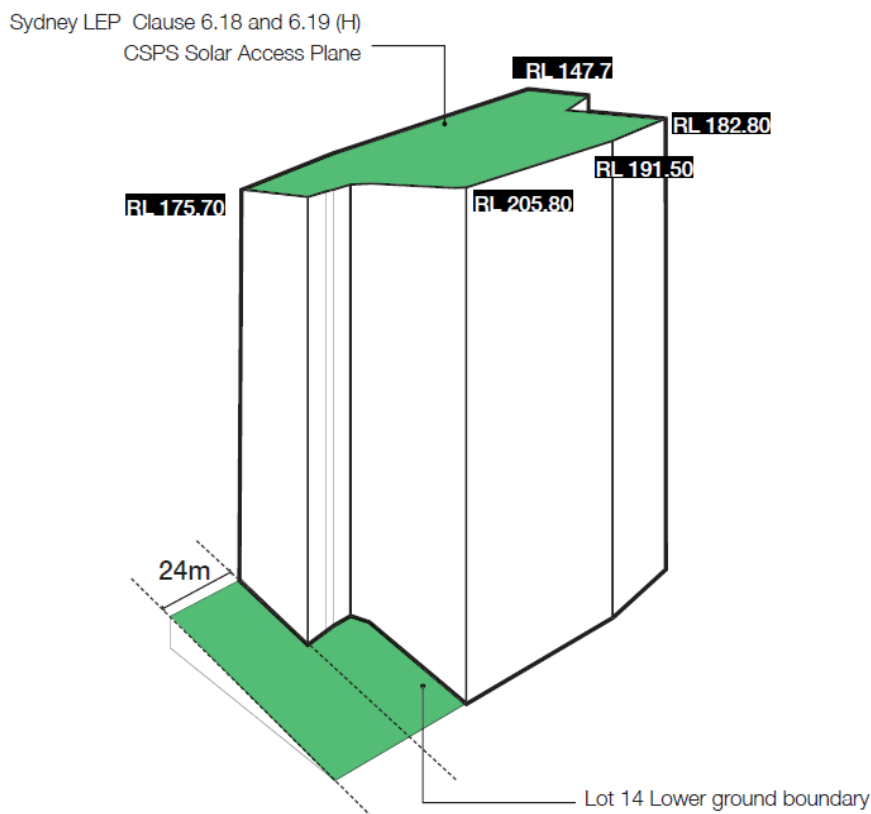 Sydney LEP  Clause 6.18 and 6.19 (H)
CSPS Solar Access Plane
RL 147.7
RL 182.80
RL 191.50
RL 175.70
RL 205.80
24m
Lot 14 Lower ground boundary